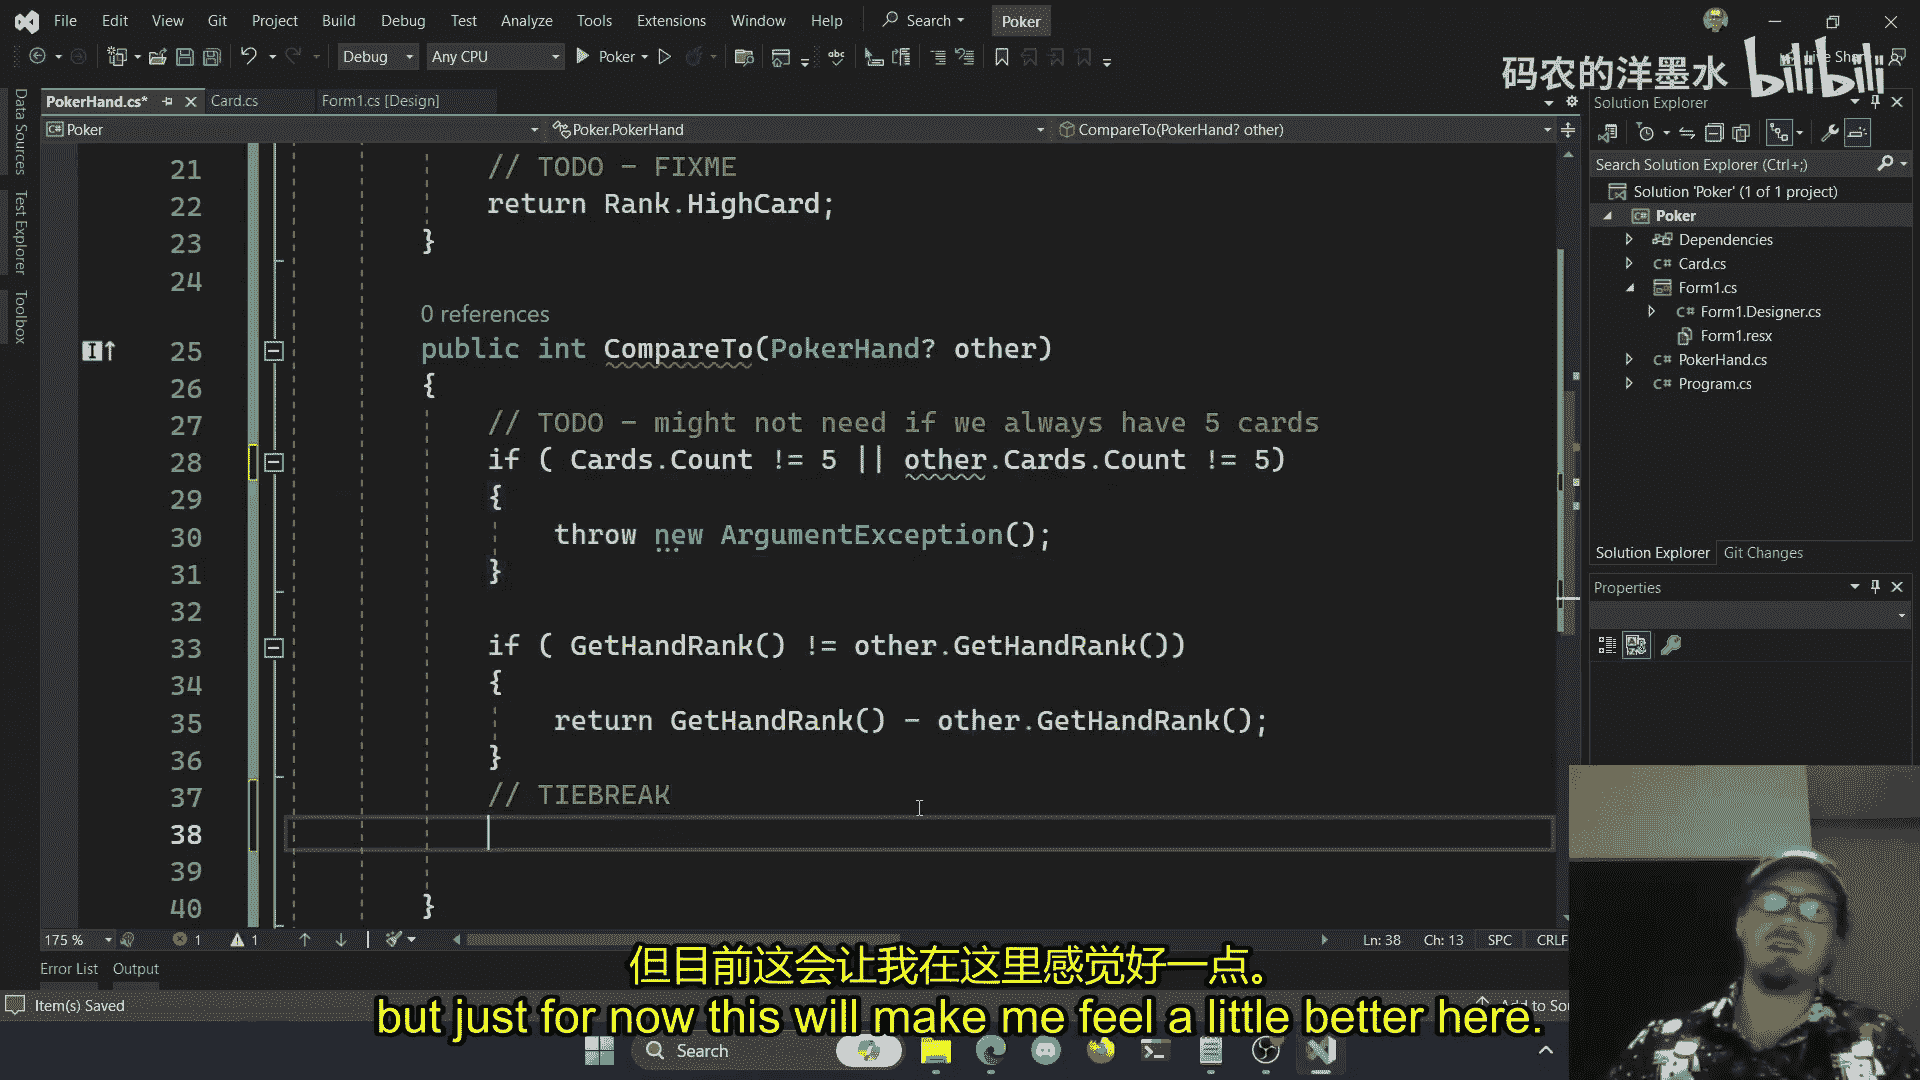 File Edit View Git Project Build Debug Test Analyze Tools Extensions Window Help Search Poker
Debug Any CPU Poker
码农的洋墨水 bilibili
PokerHand.cs* Card.cs Form1.cs [Design]
Poker Poker.PokerHand CompareTo(PokerHand? other)
Data Sources
Test Explorer
Toolbox
21 // TODO - FIXME
22 return Rank.HighCard;
23 }
24
0 references
25 public int CompareTo(PokerHand? other)
26 {
27 // TODO - might not need if we always have 5 cards
28 if ( Cards.Count != 5 || other.Cards.Count != 5)
29 {
30 throw new ArgumentException();
31 }
32
33 if ( GetHandRank() != other.GetHandRank())
34 {
35 return GetHandRank() - other.GetHandRank();
36 }
37 // TIEBREAK
38
39
40 }
175 % 1 1 Ln: 38 Ch: 13 SPC CRLF
Error List Output
Item(s) Saved
Solution Explorer
Search Solution Explorer (Ctrl+;)
Solution 'Poker' (1 of 1 project)
Poker
Dependencies
C# Card.cs
Form1.cs
C# Form1.Designer.cs
Form1.resx
C# PokerHand.cs
C# Program.cs
Solution Explorer Git Changes
Properties
但目前这会让我在这里感觉好一点。
but just for now this will make me feel a little better here.
Search